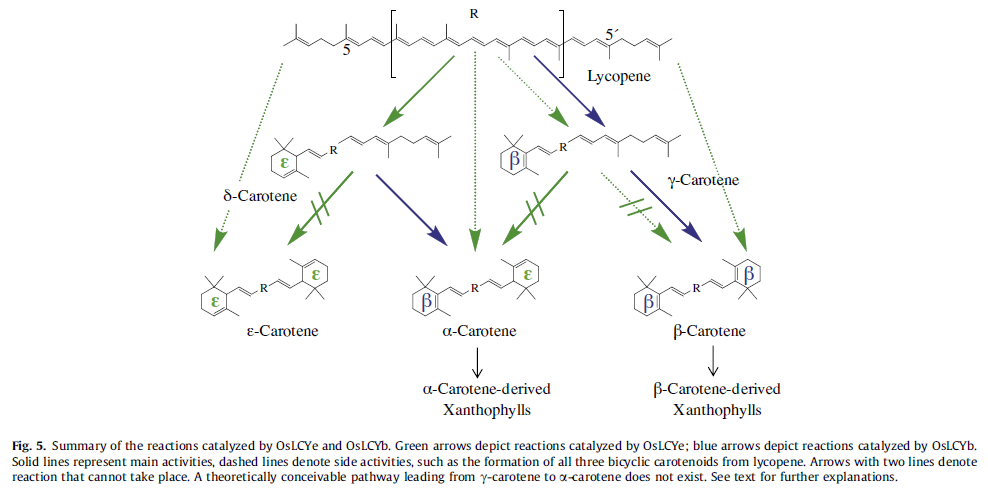 R
5
5´
Lycopene
ε
R
β
R
δ-Carotene
γ-Carotene
ε
R
ε
β
R
ε
β
R
β
ε-Carotene
α-Carotene
β-Carotene
α-Carotene-derived
Xanthophylls
β-Carotene-derived
Xanthophylls
Fig. 5. Summary of the reactions catalyzed by OsLCYe and OsLCYb. Green arrows depict reactions catalyzed by OsLCYe; blue arrows depict reactions catalyzed by OsLCYb.
Solid lines represent main activities, dashed lines denote side activities, such as the formation of all three bicyclic carotenoids from lycopene. Arrows with two lines denote
reaction that cannot take place. A theoretically conceivable pathway leading from γ-carotene to α-carotene does not exist. See text for further explanations.